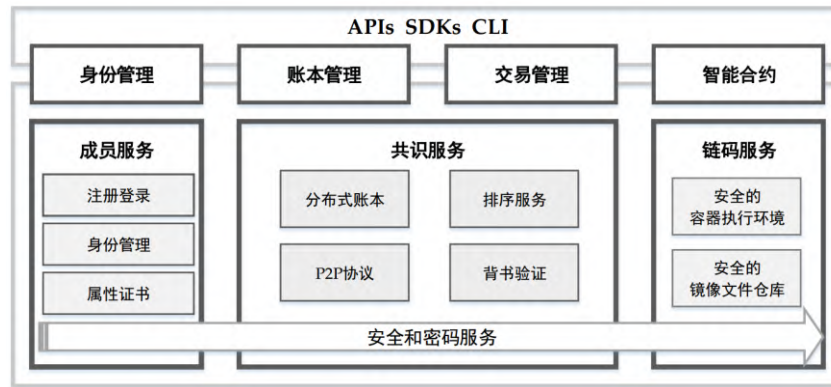 APIs SDKs CLI
身份管理
账本管理
交易管理
智能合约
成员服务
注册登录
身份管理
属性证书
共识服务
分布式账本
排序服务
P2P协议
背书验证
链码服务
安全的
容器执行环境
安全的
镜像文件仓库
安全和密码服务